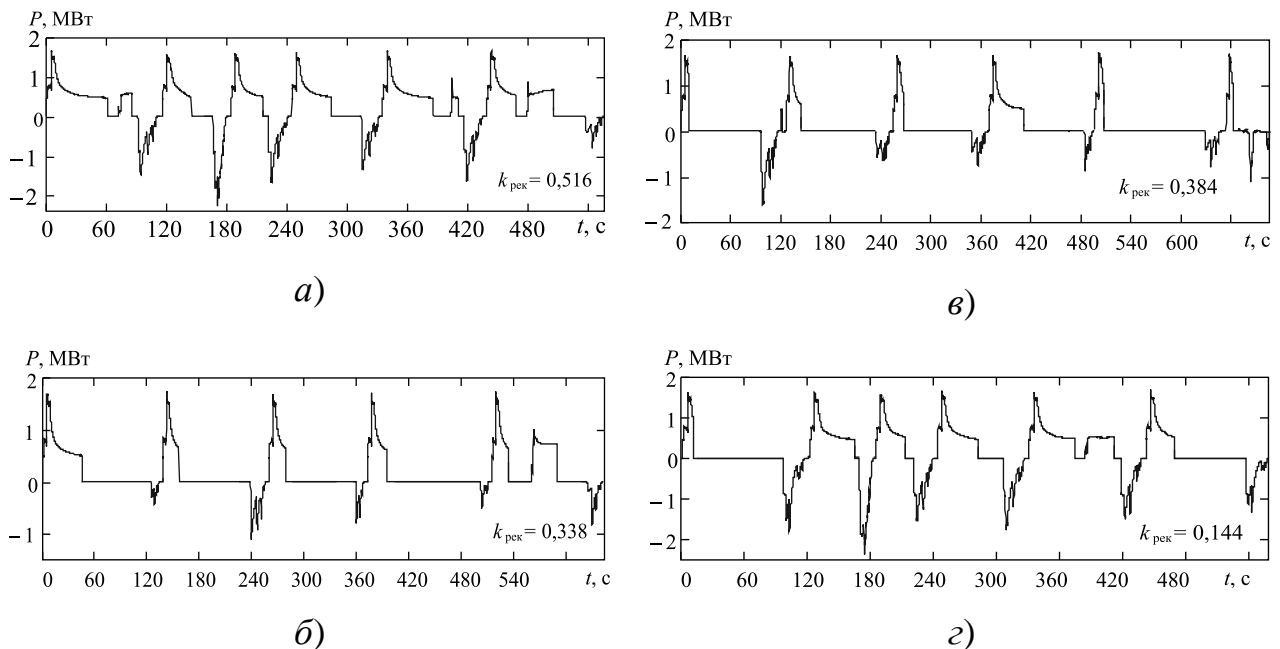 P, МВт
2
1
0
−1
−2
k рек = 0,516
0 60 120 180 240 300 360 420 480 t, с
а)
P, МВт
2
1
0
−1
−2
k рек = 0,384
0 60 120 180 240 300 360 420 480 540 600 t, с
в)
P, МВт
2
1
0
−1
k рек = 0,338
0 60 120 180 240 300 360 420 480 540 t, с
б)
P, МВт
2
1
0
−1
−2
k рек = 0,144
0 60 120 180 240 300 360 420 480 t, с
г)